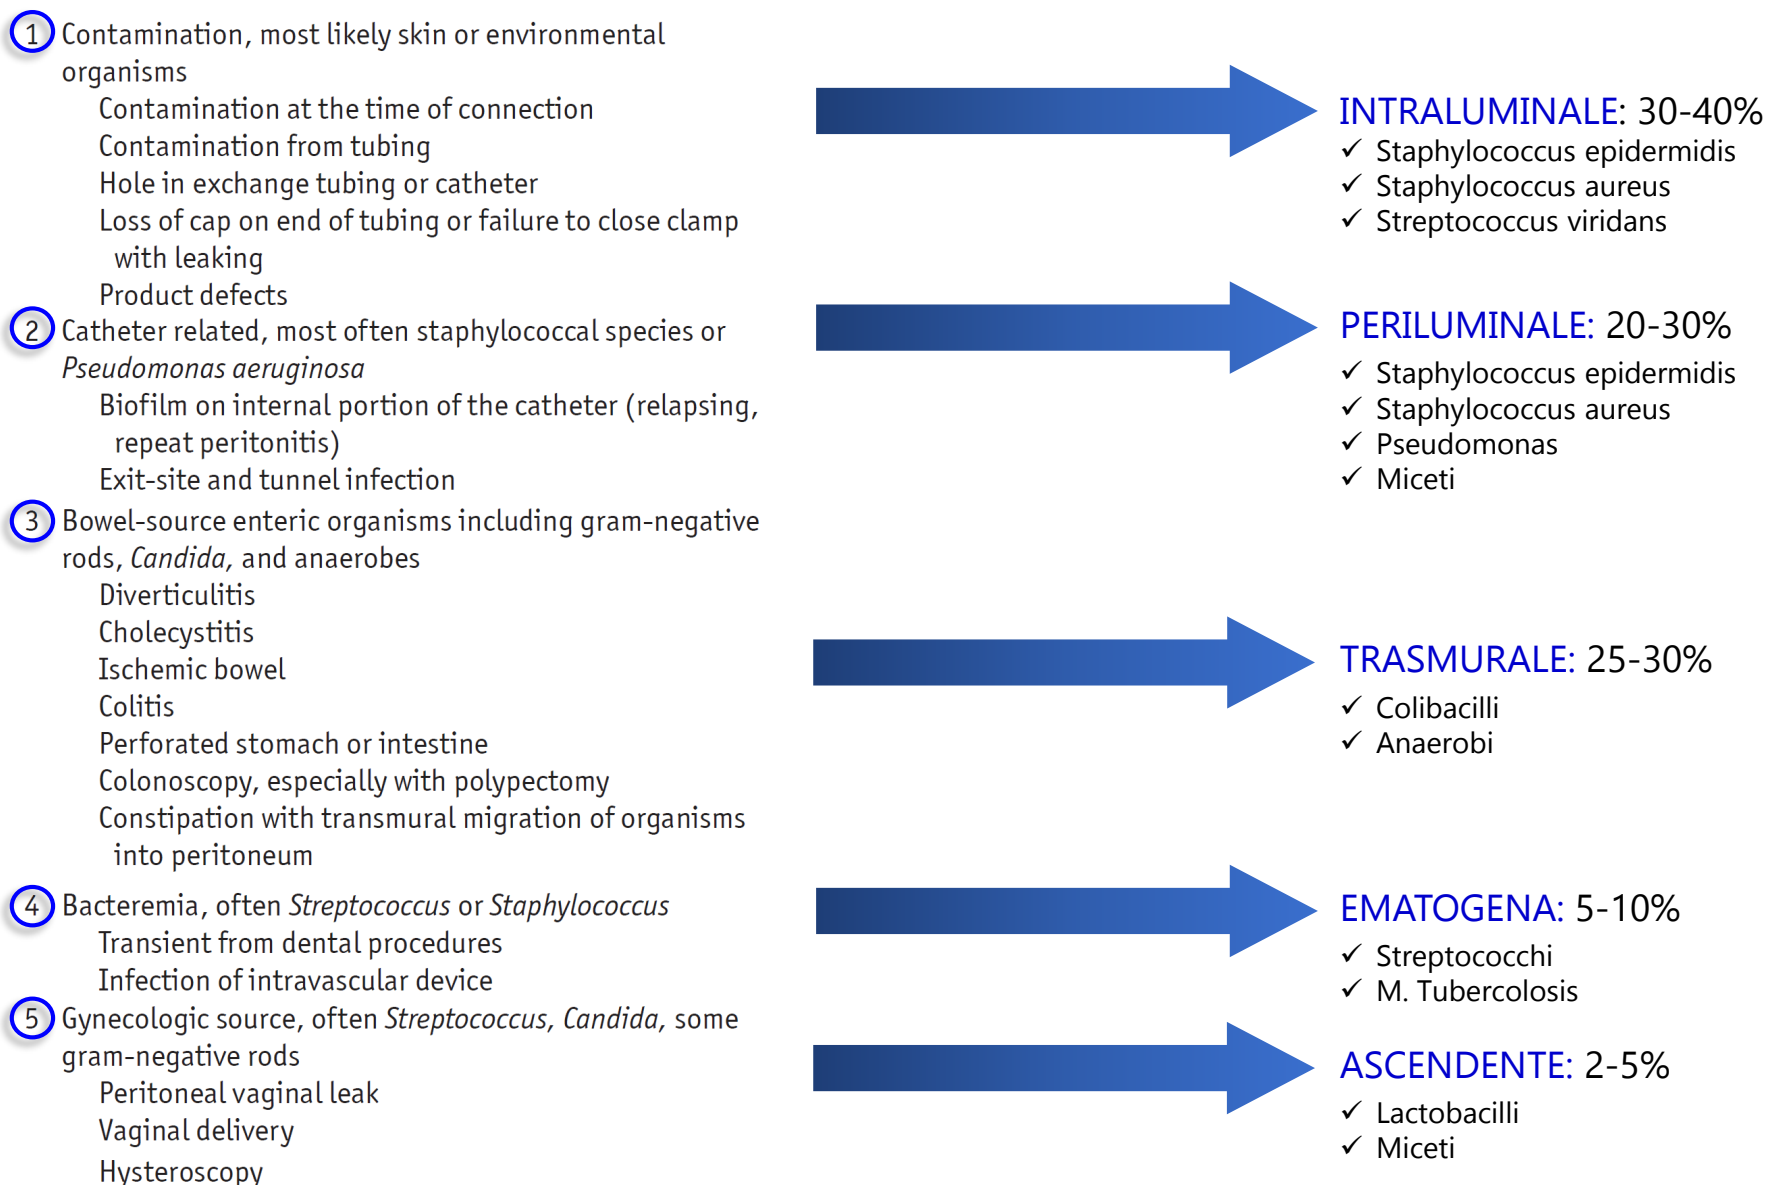 1 Contamination, most likely skin or environmental
organisms
Contamination at the time of connection
Contamination from tubing
Hole in exchange tubing or catheter
Loss of cap on end of tubing or failure to close clamp
with leaking
Product defects
INTRALUMINALE: 30-40%
✓ Staphylococcus epidermidis
✓ Staphylococcus aureus
✓ Streptococcus viridans
2 Catheter related, most often staphylococcal species or
Pseudomonas aeruginosa
Biofilm on internal portion of the catheter (relapsing,
repeat peritonitis)
Exit-site and tunnel infection
PERILUMINALE: 20-30%
✓ Staphylococcus epidermidis
✓ Staphylococcus aureus
✓ Pseudomonas
✓ Miceti
3 Bowel-source enteric organisms including gram-negative
rods, Candida, and anaerobes
Diverticulitis
Cholecystitis
Ischemic bowel
Colitis
Perforated stomach or intestine
Colonoscopy, especially with polypectomy
Constipation with transmural migration of organisms
into peritoneum
TRASMURALE: 25-30%
✓ Colibacilli
✓ Anaerobi
4 Bacteremia, often Streptococcus or Staphylococcus
Transient from dental procedures
Infection of intravascular device
EMATOGENA: 5-10%
✓ Streptococchi
✓ M. Tubercolosis
5 Gynecologic source, often Streptococcus, Candida, some
gram-negative rods
Peritoneal vaginal leak
Vaginal delivery
Hysteroscopy
ASCENDENTE: 2-5%
✓ Lactobacilli
✓ Miceti